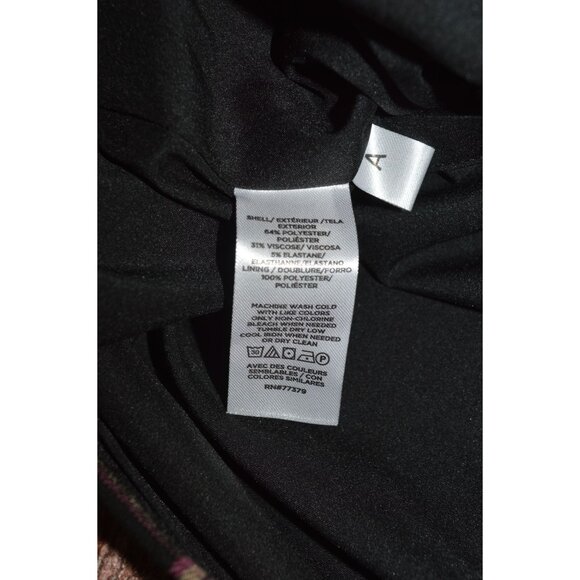 A
SHELL/ EXTÉRIEUR /TELA
EXTERIOR
64% POLYESTER/
POLIÉSTER
31% VISCOSE/ VISCOSA
5% ELASTANE/
ELASTHANNE/ELASTANO
LINING / DOUBLURE/FORRO
100% POLYESTER/
POLIÉSTER
MACHINE WASH COLD
WITH LIKE COLORS
ONLY NON-CHLORINE
BLEACH WHEN NEEDED
TUMBLE DRY LOW
COOL IRON WHEN NEEDED
OR DRY CLEAN
30 P
AVEC DES COULEURS
SEMBLABLES / CON
COLORES SIMILARES
RN#77379